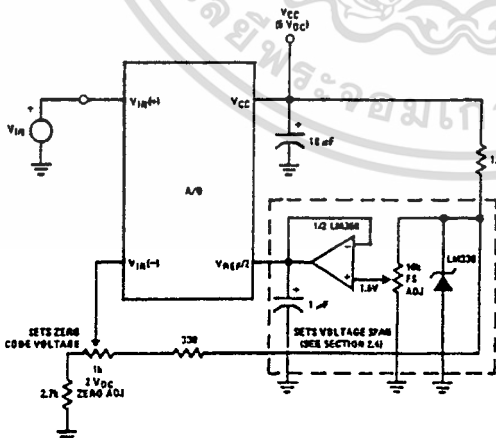 VCC
(5 VDC)
VIN(+)
VCC
+
VIN
10 µF
A/D
1/2 LM358
VIN(-)
VREF/2
1.5V
10k
FS
ADJ
LM336
1 µF
SETS ZERO
CODE VOLTAGE
330
SETS VOLTAGE SPAN
(SEE SECTION 2.4)
1k
2 VDC
ZERO ADJ
2.7k